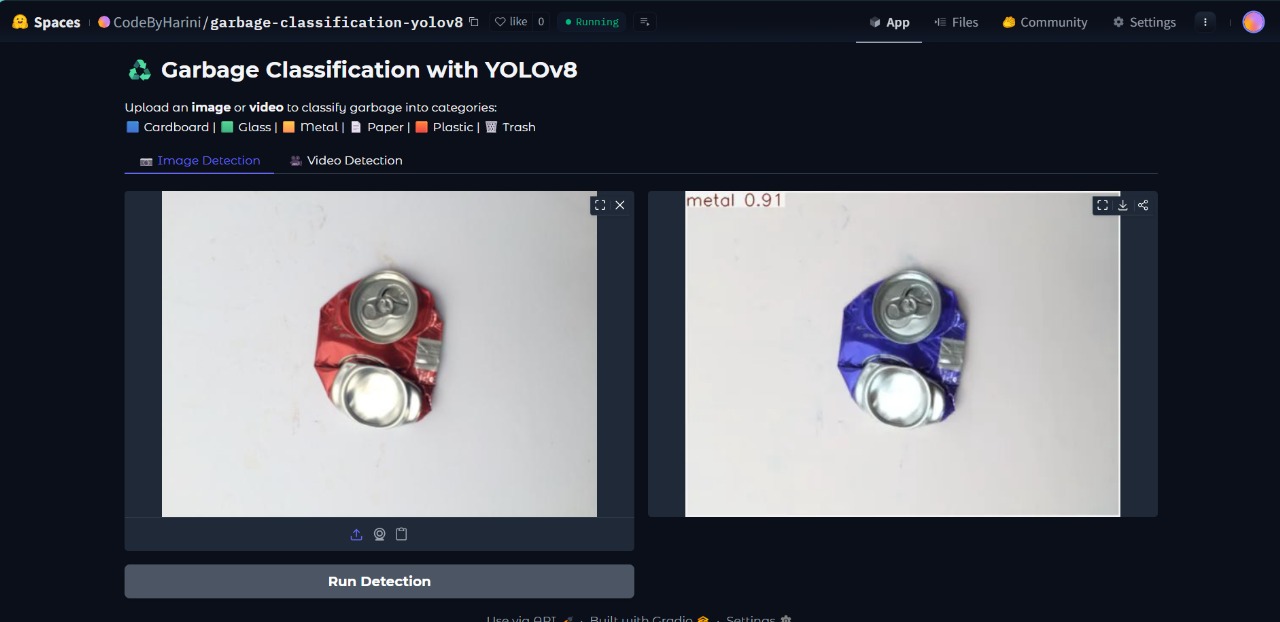 Spaces CodeByHarini/garbage-classification-yolov8 like 0 Running App Files Community Settings
Garbage Classification with YOLOv8
Upload an image or video to classify garbage into categories:
Cardboard | Glass | Metal | Paper | Plastic | Trash
Image Detection Video Detection
metal 0.91
Run Detection
Use via API · Built with Gradio · Settings